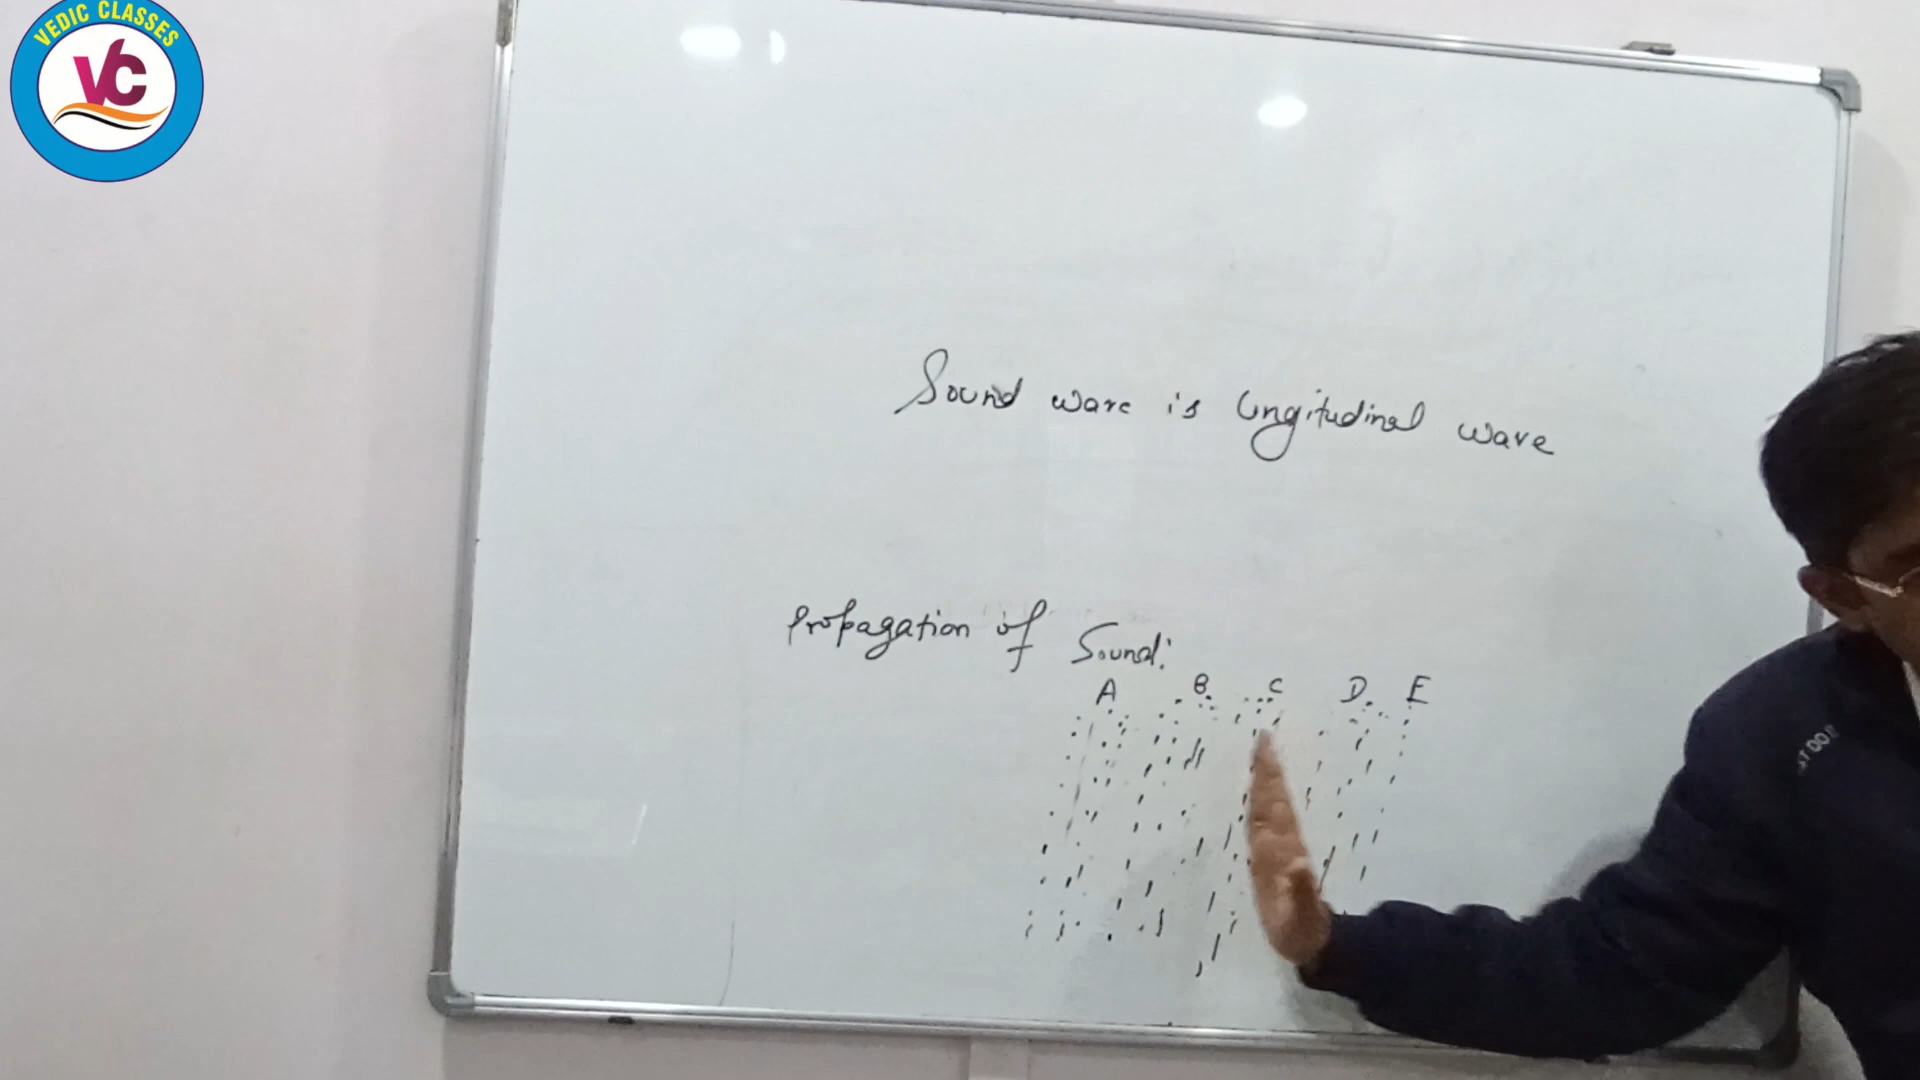 VEDIC CLASSES
VC
Sound wave is longitudinal wave
Propagation of Sound:
A B C D E